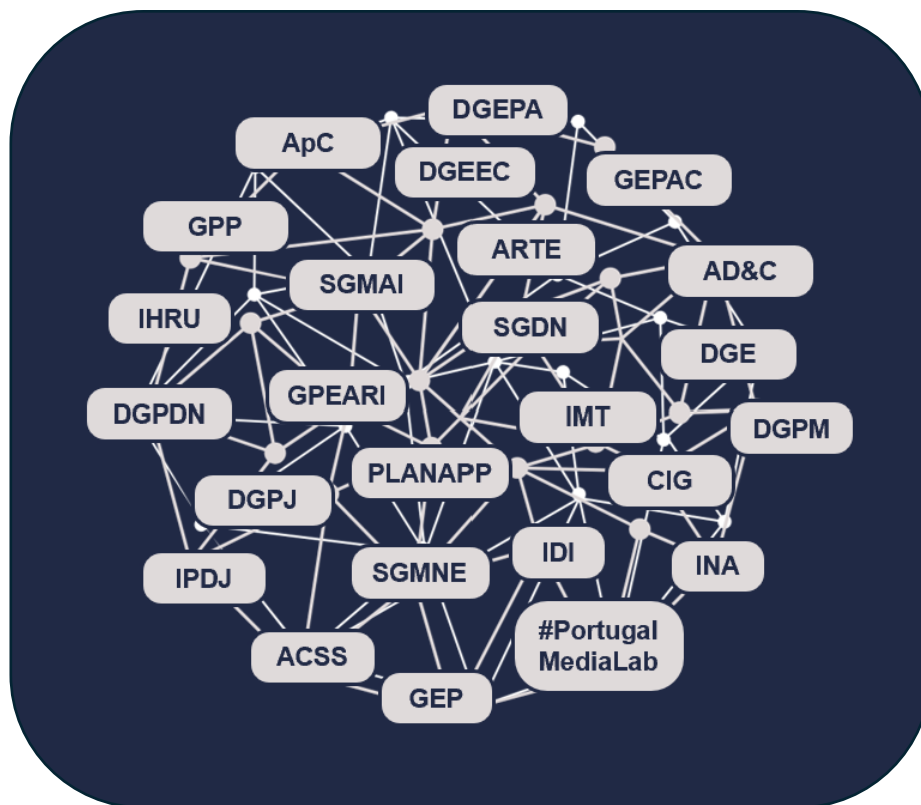 DGEPA
ApC
DGEEC
GEPAC
GPP
ARTE
AD&C
SGMAI
IHRU
SGDN
DGE
GPEARI
DGPDN
IMT
DGPM
PLANAPP
CIG
DGPJ
IDI
INA
IPDJ
SGMNE
#Portugal
MediaLab
ACSS
GEP